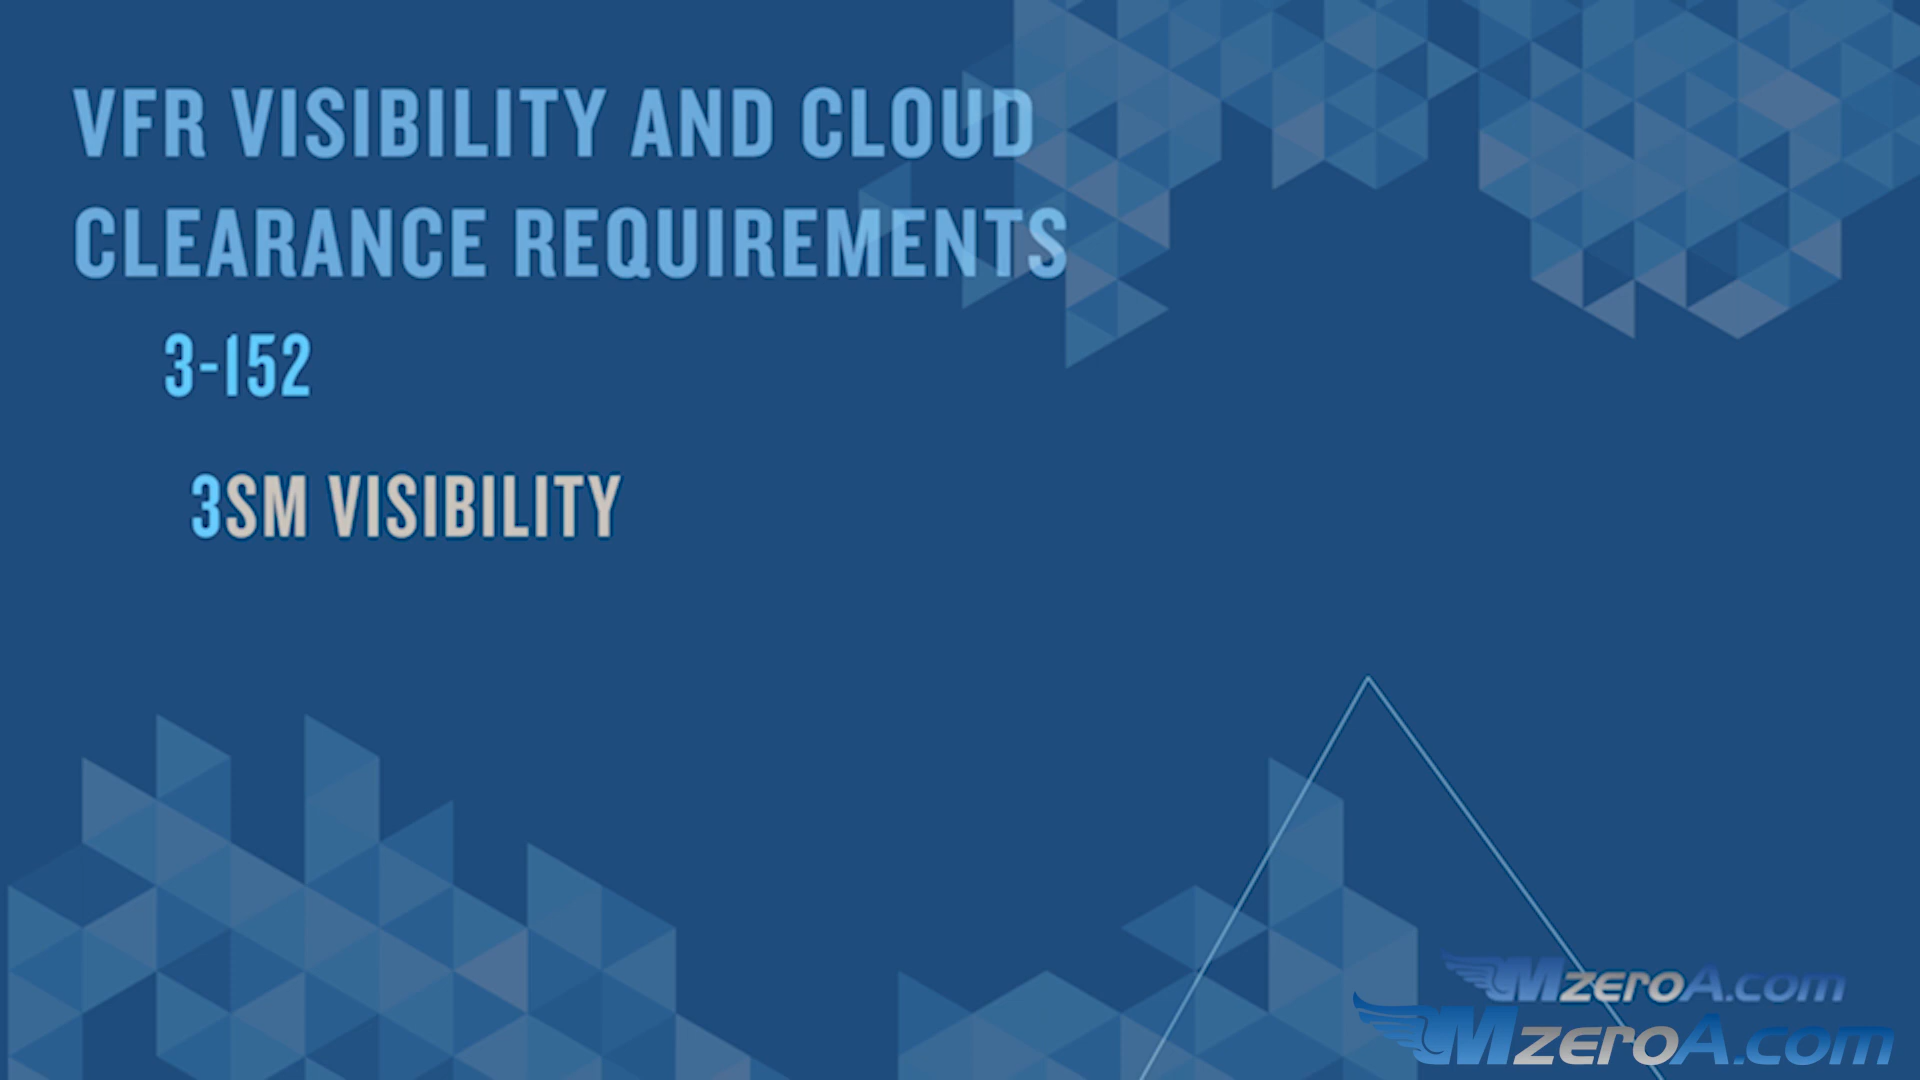 VFR VISIBILITY AND CLOUD
CLEARANCE REQUIREMENTS
3-152
3SM VISIBILITY
MzeroA.com
MzeroA.com